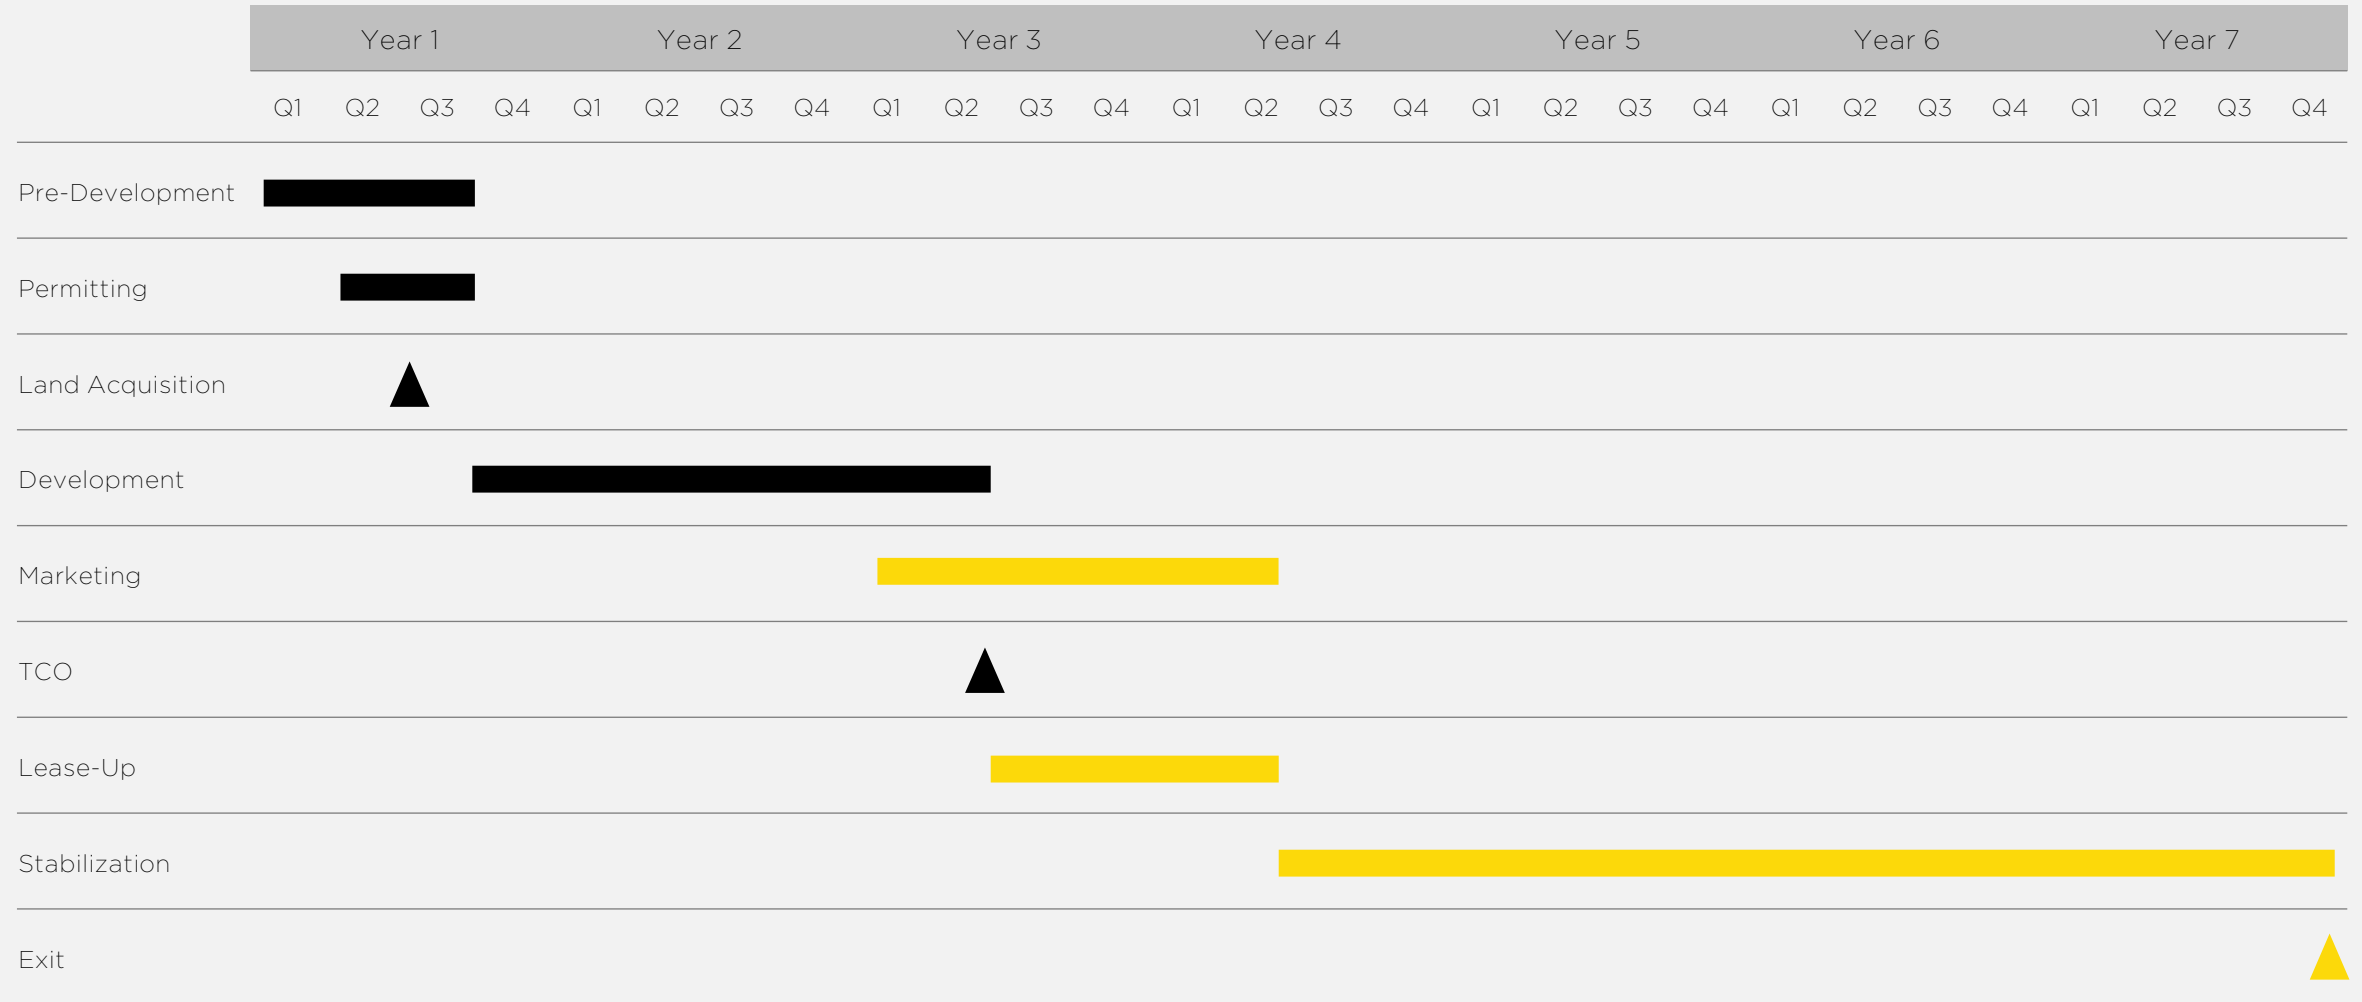 Year 1 Year 2 Year 3 Year 4 Year 5 Year 6 Year 7
Q1 Q2 Q3 Q4 Q1 Q2 Q3 Q4 Q1 Q2 Q3 Q4 Q1 Q2 Q3 Q4 Q1 Q2 Q3 Q4 Q1 Q2 Q3 Q4 Q1 Q2 Q3 Q4
Pre-Development
Permitting
Land Acquisition
Development
Marketing
TCO
Lease-Up
Stabilization
Exit